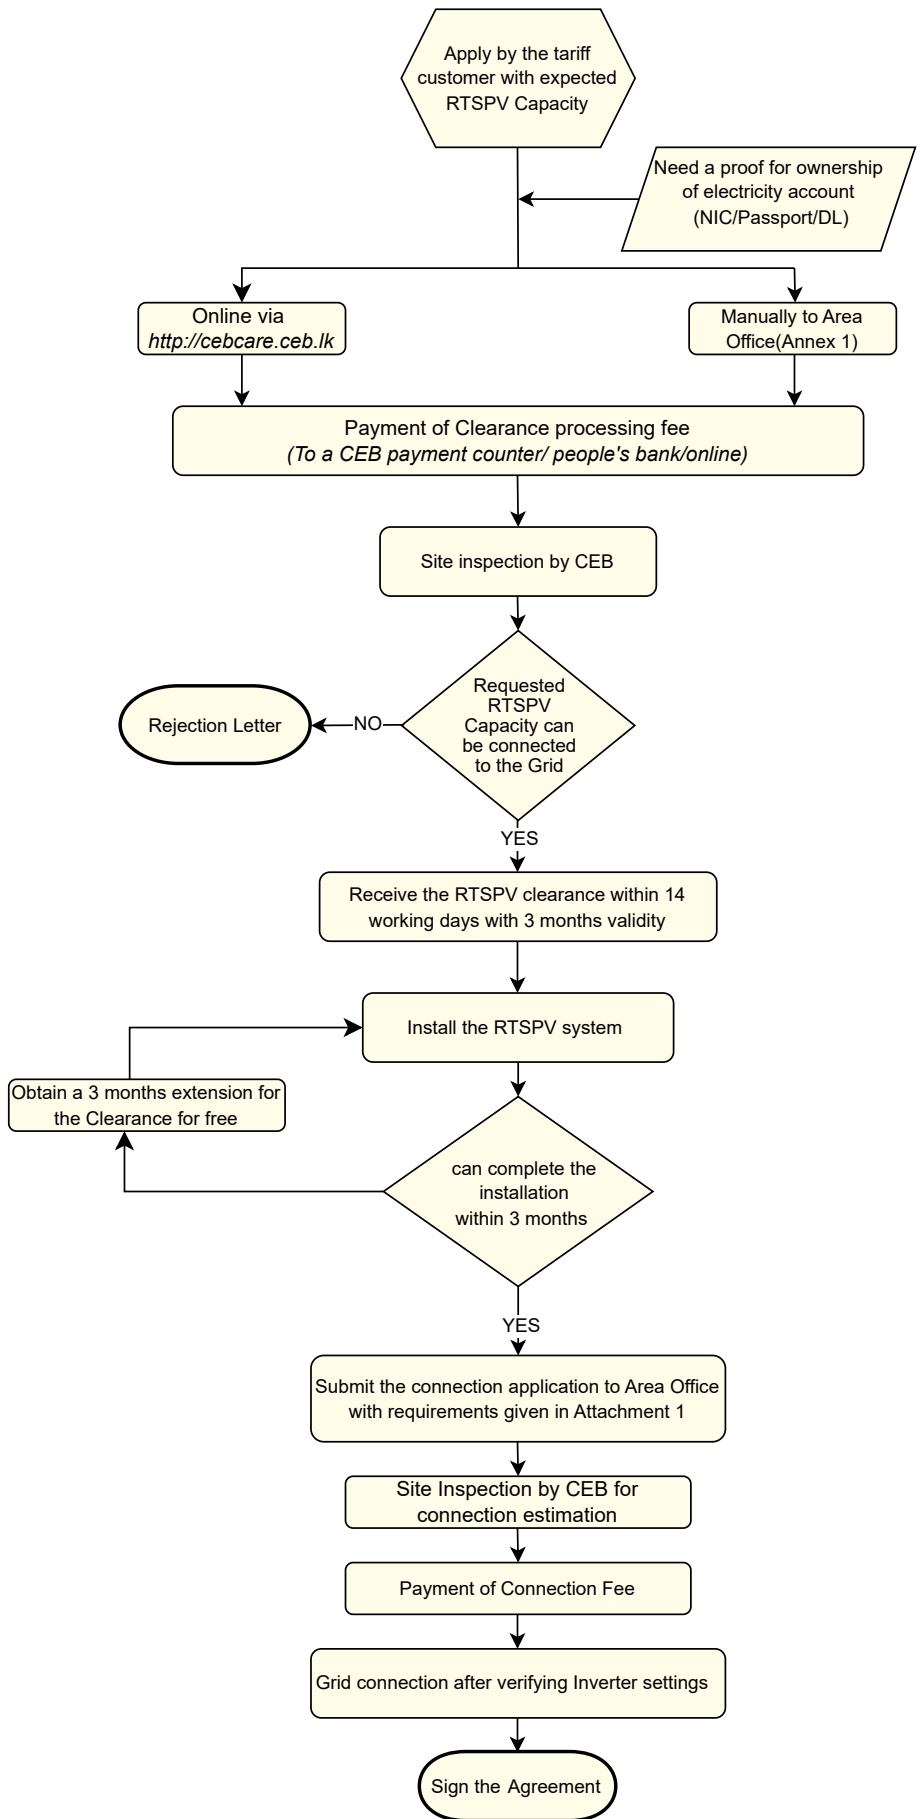 Apply by the tariff
customer with expected
RTSPV Capacity
Need a proof for ownership
of electricity account
(NIC/Passport/DL)
Online via
http://cebcare.ceb.lk
Manually to Area
Office(Annex 1)
Payment of Clearance processing fee
(To a CEB payment counter/ people's bank/online)
Site inspection by CEB
Requested
RTSPV
Capacity can
be connected
to the Grid
NO
Rejection Letter
YES
Receive the RTSPV clearance within 14
working days with 3 months validity
Install the RTSPV system
Obtain a 3 months extension for
the Clearance for free
can complete the
installation
within 3 months
YES
Submit the connection application to Area Office
with requirements given in Attachment 1
Site Inspection by CEB for
connection estimation
Payment of Connection Fee
Grid connection after verifying Inverter settings
Sign the Agreement